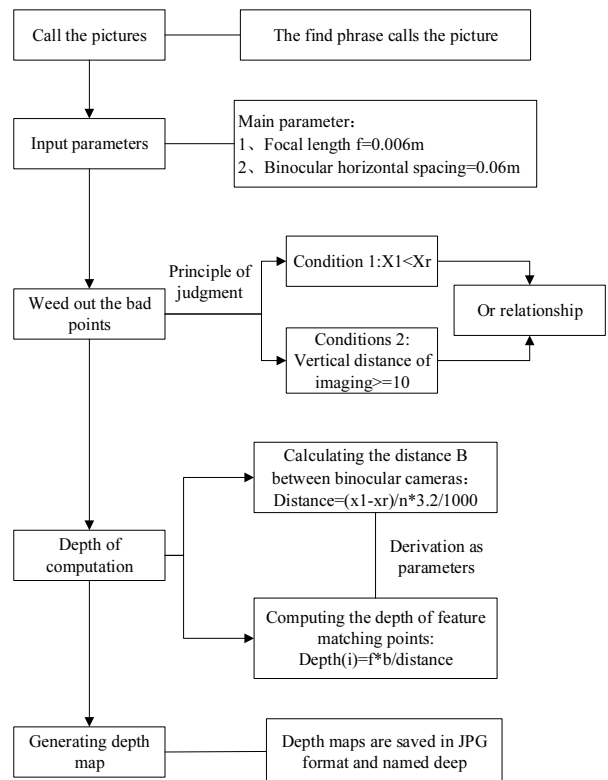 Call the pictures
The find phrase calls the picture
Input parameters
Main parameter：
1、Focal length f=0.006m
2、Binocular horizontal spacing=0.06m
Weed out the bad
points
Principle of
judgment
Condition 1:X1<Xr
Conditions 2:
Vertical distance of
imaging>=10
Or relationship
Depth of
computation
Calculating the distance B
between binocular cameras：
Distance=(x1-xr)/n*3.2/1000
Derivation as
parameters
Computing the depth of feature
matching points:
Depth(i)=f*b/distance
Generating depth
map
Depth maps are saved in JPG
format and named deep